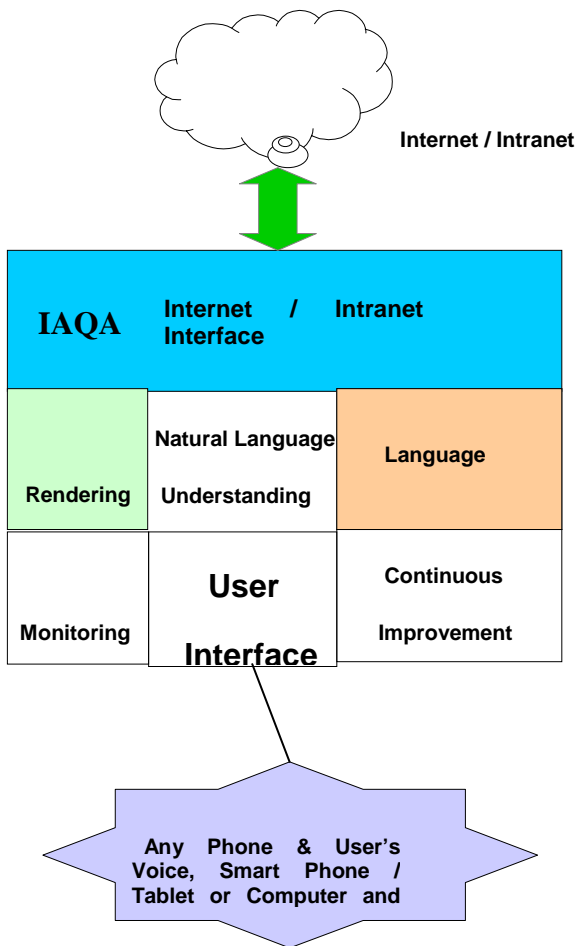 Internet / Intranet
IAQA
Internet / Intranet
Interface
Natural Language
Understanding
Rendering
Language
Monitoring
User
Interface
Continuous
Improvement
Any Phone & User's
Voice, Smart Phone /
Tablet or Computer and